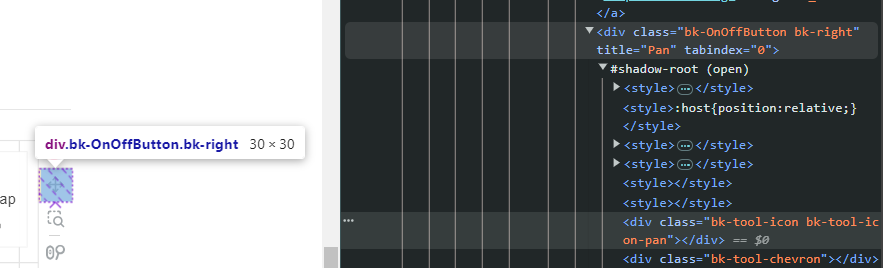 </a>
<div class="bk-OnOffButton bk-right"
title="Pan" tabindex="0">
#shadow-root (open)
<style> ⋯ </style>
<style>:host{position:relative;}
</style>
<style> ⋯ </style>
<style> ⋯ </style>
<style></style>
<style></style>
<div class="bk-tool-icon bk-tool-ic
on-pan"></div> == $0
<div class="bk-tool-chevron"></div>
div.bk-OnOffButton.bk-right 30 × 30
ap